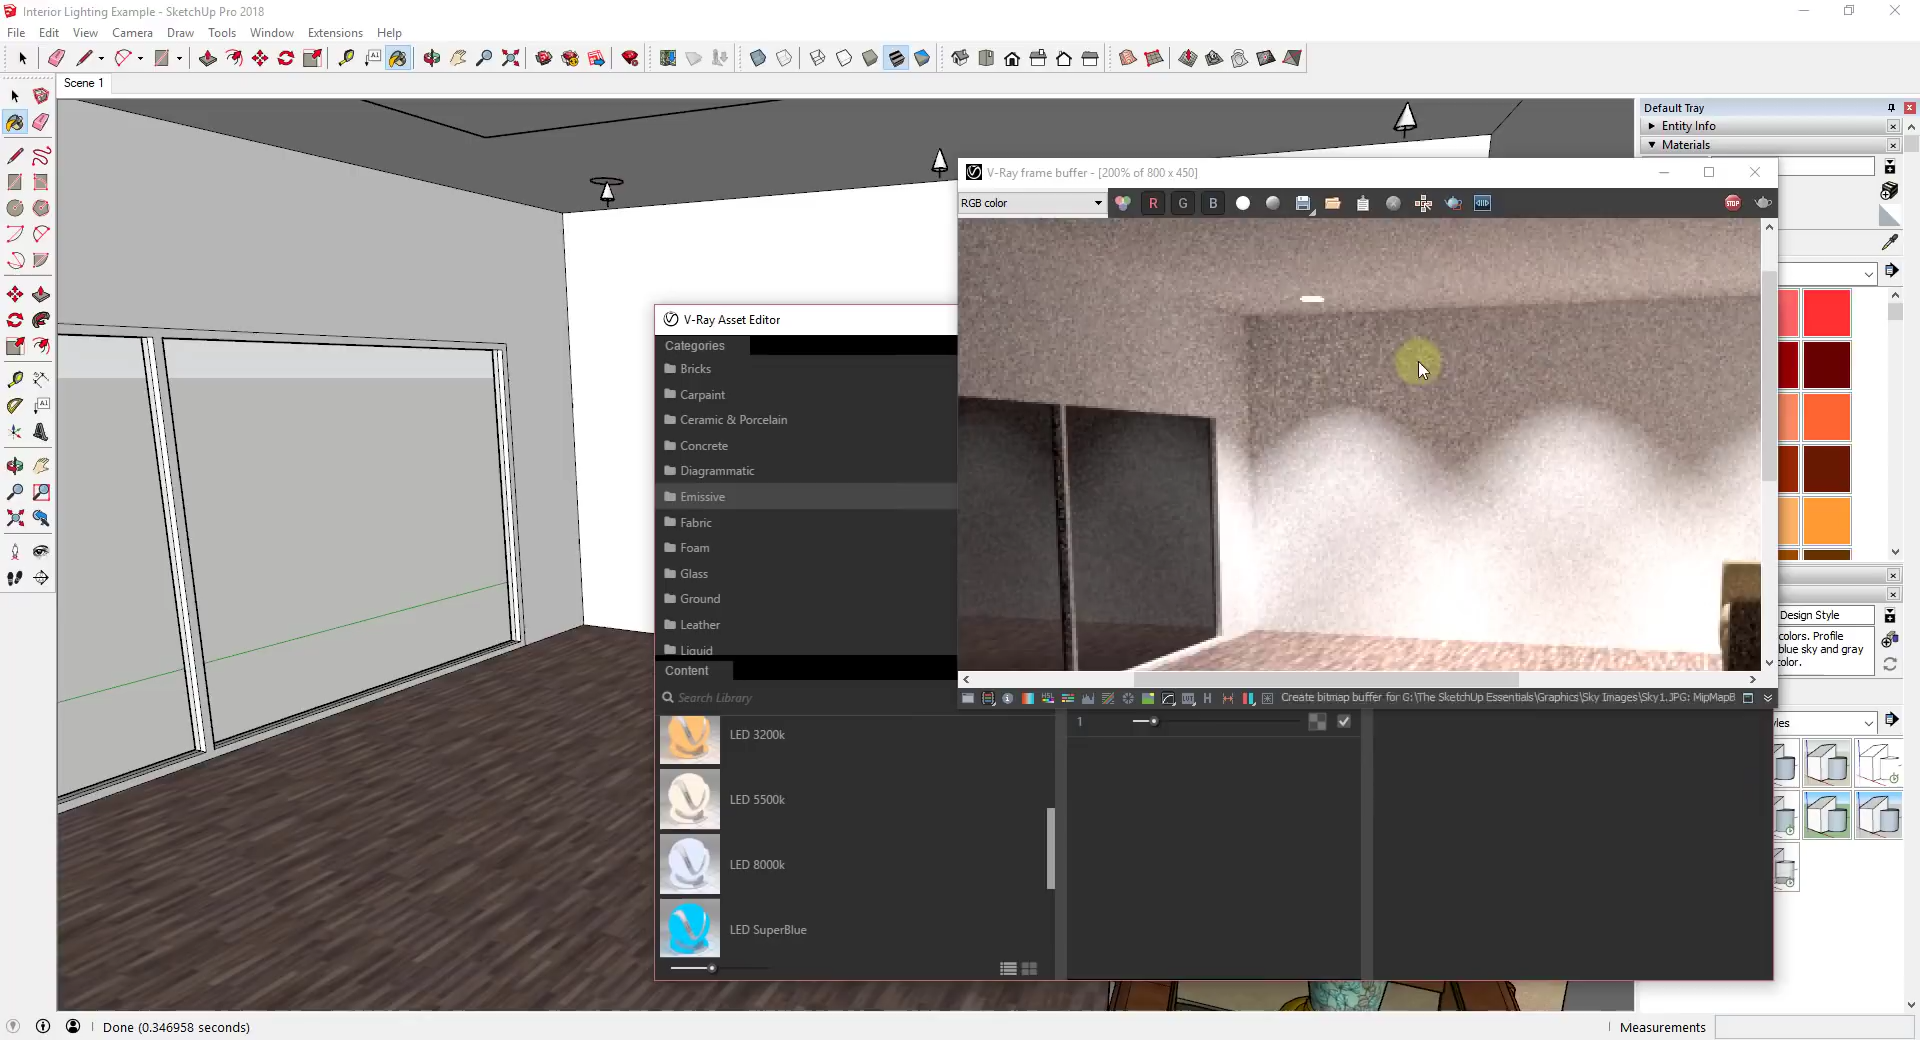 Interior Lighting Example - SketchUp Pro 2018
File Edit View Camera Draw Tools Window Extensions Help
Scene 1
Default Tray
Entity Info
Materials
V-Ray frame buffer - [200% of 800 x 450]
RGB color
R G B
STOP
V-Ray Asset Editor
Categories
Bricks
Carpaint
Ceramic & Porcelain
Concrete
Diagrammatic
Emissive
Fabric
Foam
Glass
Ground
Leather
Liquid
Content
Search Library
LED 3200k
LED 5500k
LED 8000k
LED SuperBlue
H
Create bitmap buffer for G:\The SketchUp Essentials\Graphics\Sky Images\Sky1.JPG: MipMapB
1
Design Style
colors. Profile
blue sky and gray
color.
Done (0.346958 seconds)
Measurements